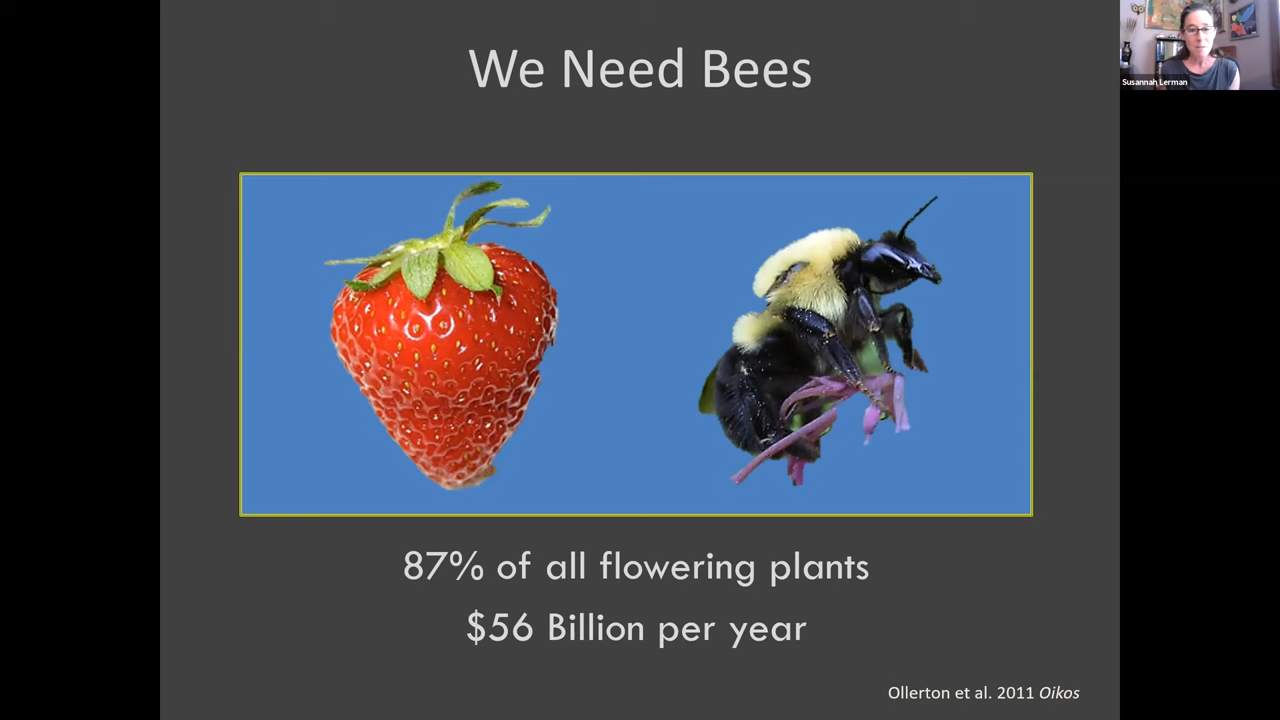 We Need Bees
Susannah Lerman
87% of all flowering plants
$56 Billion per year
Ollerton et al. 2011 Oikos